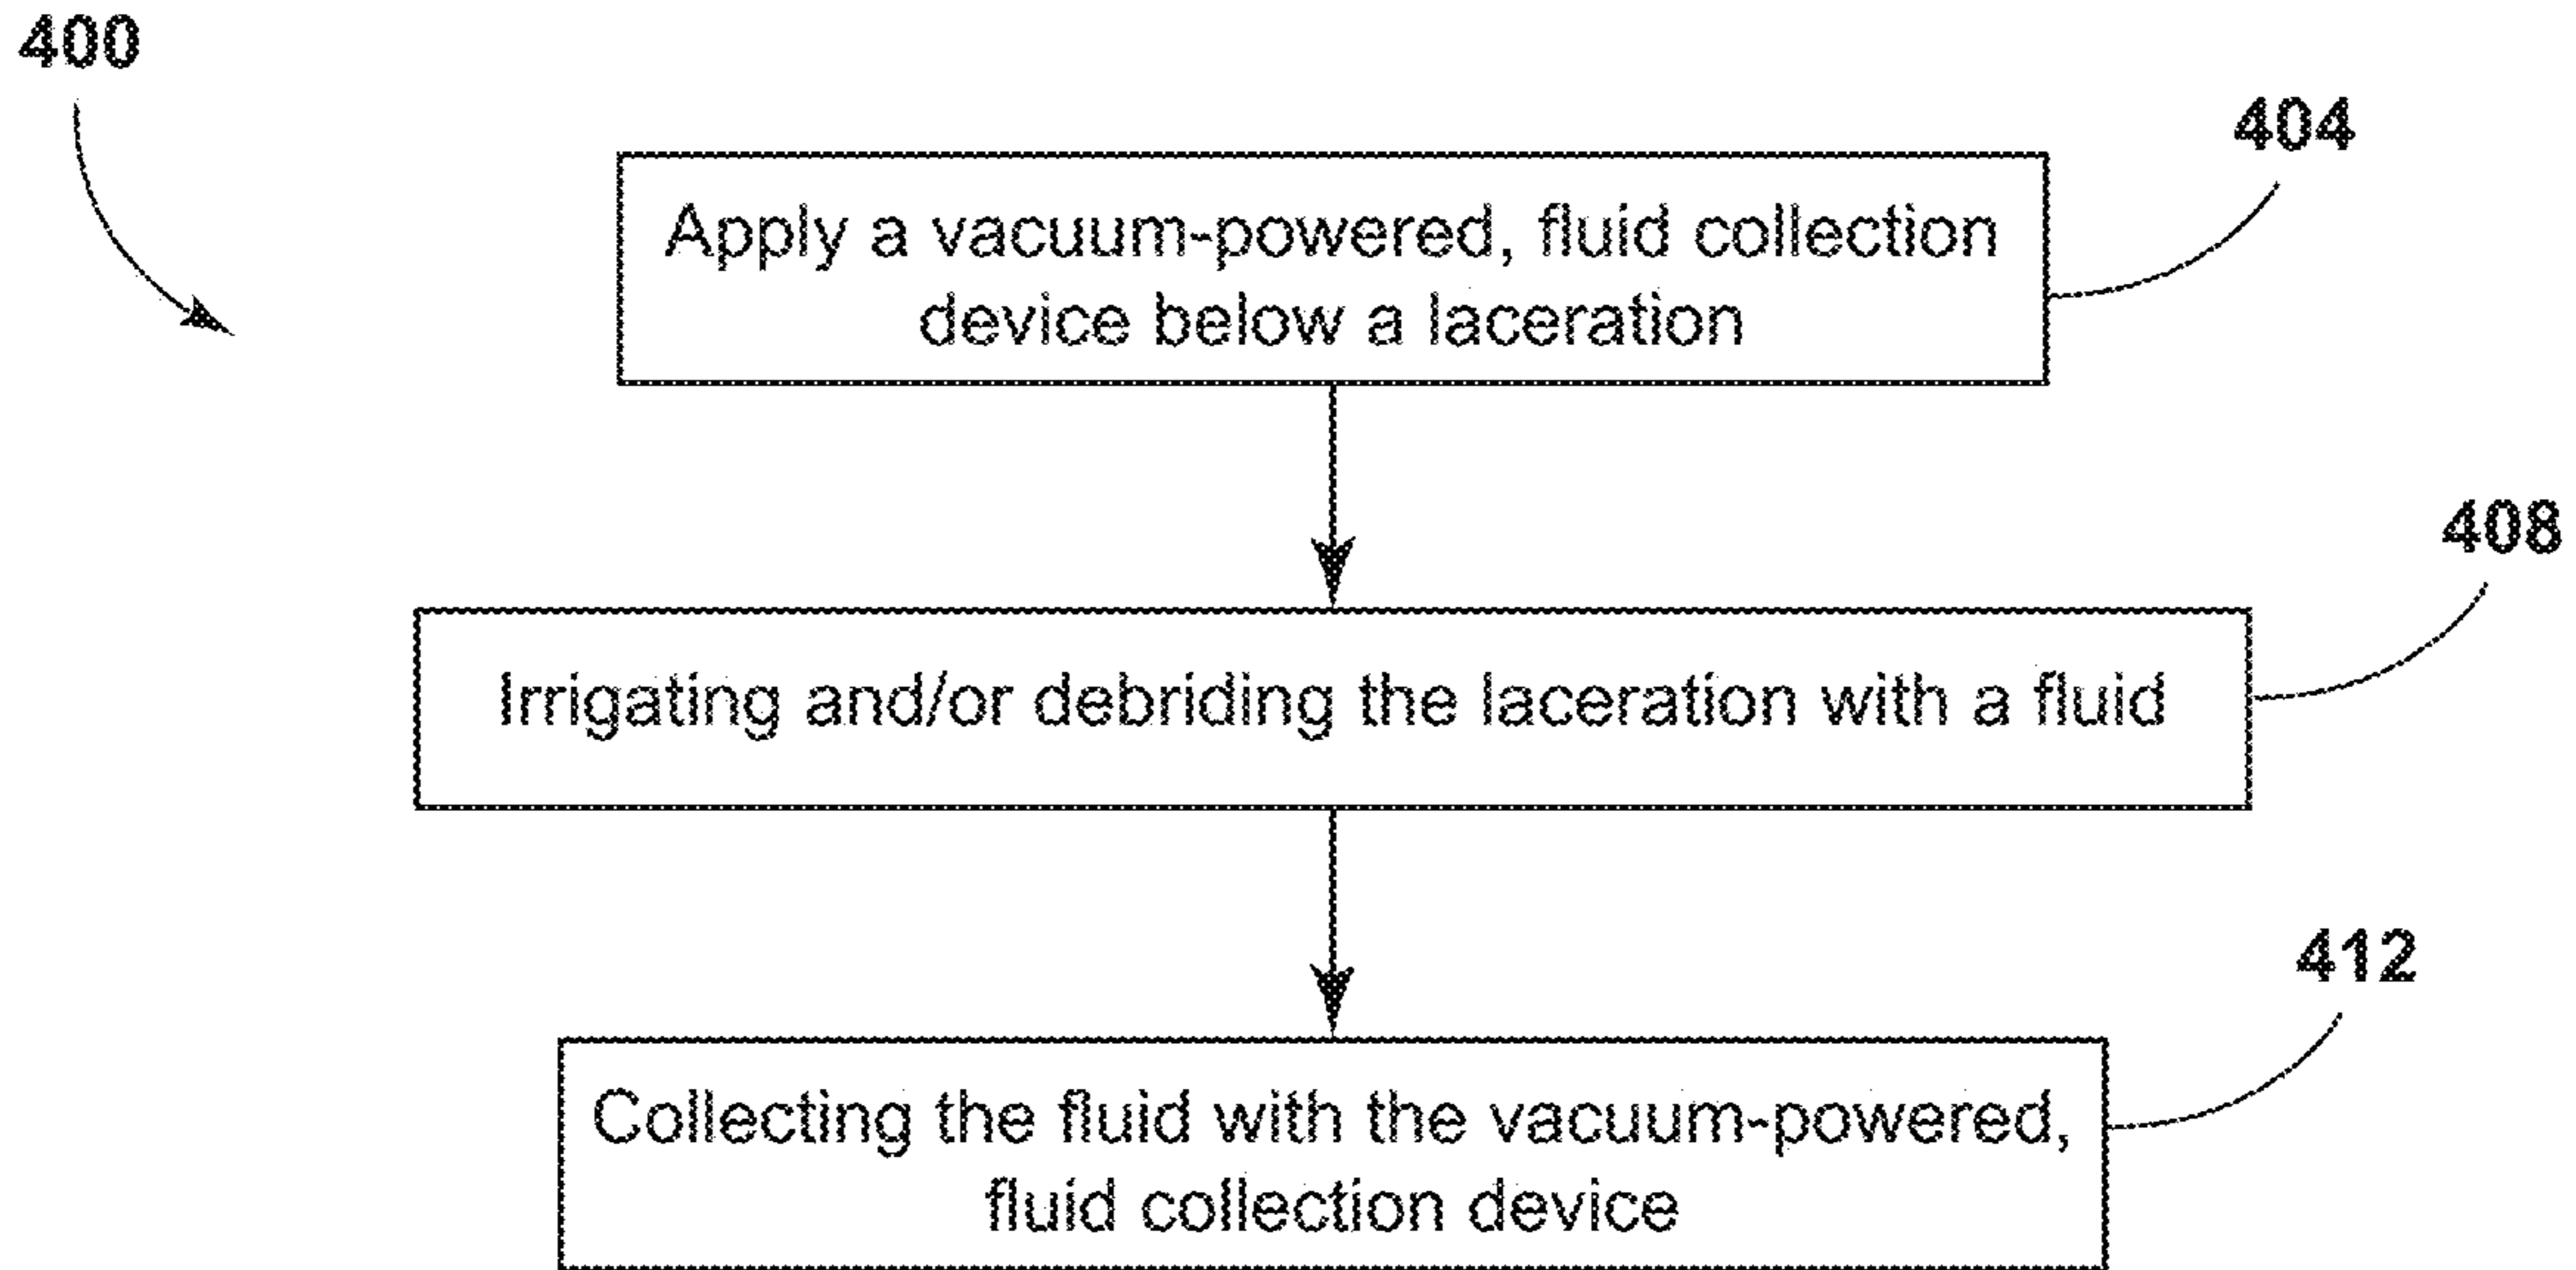 400
404
Apply a vacuum-powered, fluid collection
device below a laceration
408
Irrigating and/or debriding the laceration with a fluid
412
Collecting the fluid with the vacuum-powered,
fluid collection device